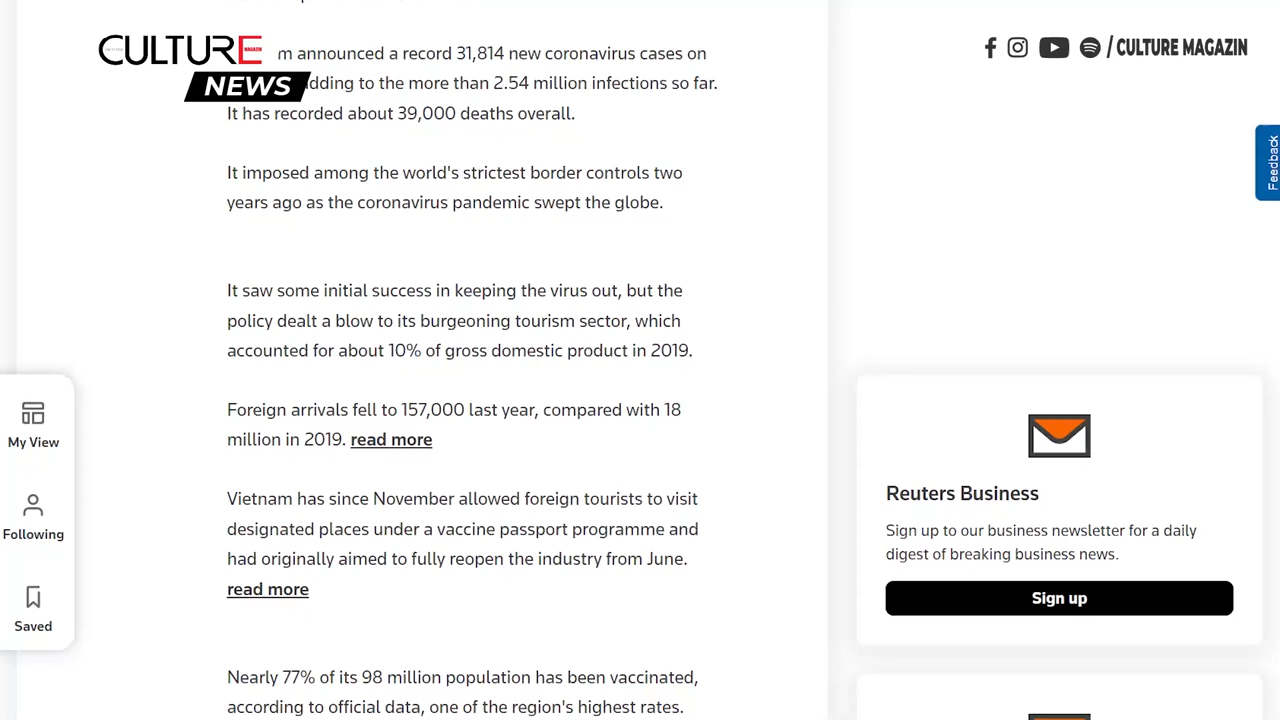 CULTURE
MAGAZIN
NEWS
/ CULTURE MAGAZIN
m announced a record 31,814 new coronavirus cases on
dding to the more than 2.54 million infections so far.
It has recorded about 39,000 deaths overall.
It imposed among the world's strictest border controls two
years ago as the coronavirus pandemic swept the globe.
It saw some initial success in keeping the virus out, but the
policy dealt a blow to its burgeoning tourism sector, which
accounted for about 10% of gross domestic product in 2019.
Foreign arrivals fell to 157,000 last year, compared with 18
million in 2019. read more
Vietnam has since November allowed foreign tourists to visit
designated places under a vaccine passport programme and
had originally aimed to fully reopen the industry from June.
read more
Nearly 77% of its 98 million population has been vaccinated,
according to official data, one of the region's highest rates.
My View
Following
Saved
Feedback
Reuters Business
Sign up to our business newsletter for a daily
digest of breaking business news.
Sign up